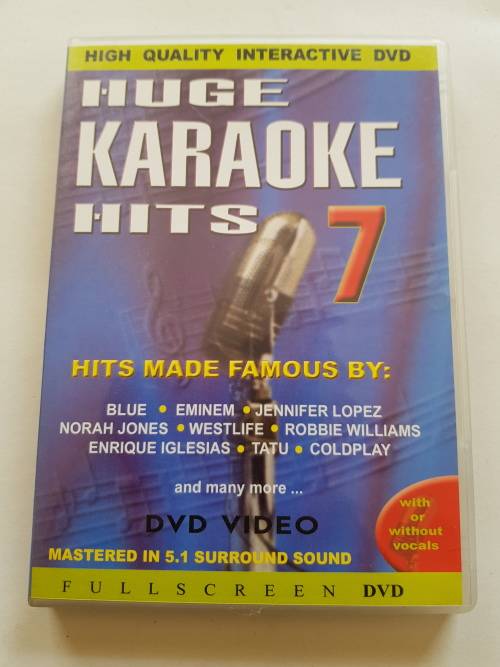 HIGH QUALITY INTERACTIVE DVD
HUGE
KARAOKE
HITS 7
HITS MADE FAMOUS BY:
BLUE • EMINEM • JENNIFER LOPEZ
NORAH JONES • WESTLIFE • ROBBIE WILLIAMS
ENRIQUE IGLESIAS • TATU • COLDPLAY
and many more ...
DVD VIDEO
with
or
without
vocals
MASTERED IN 5.1 SURROUND SOUND
FULLSCREEN DVD